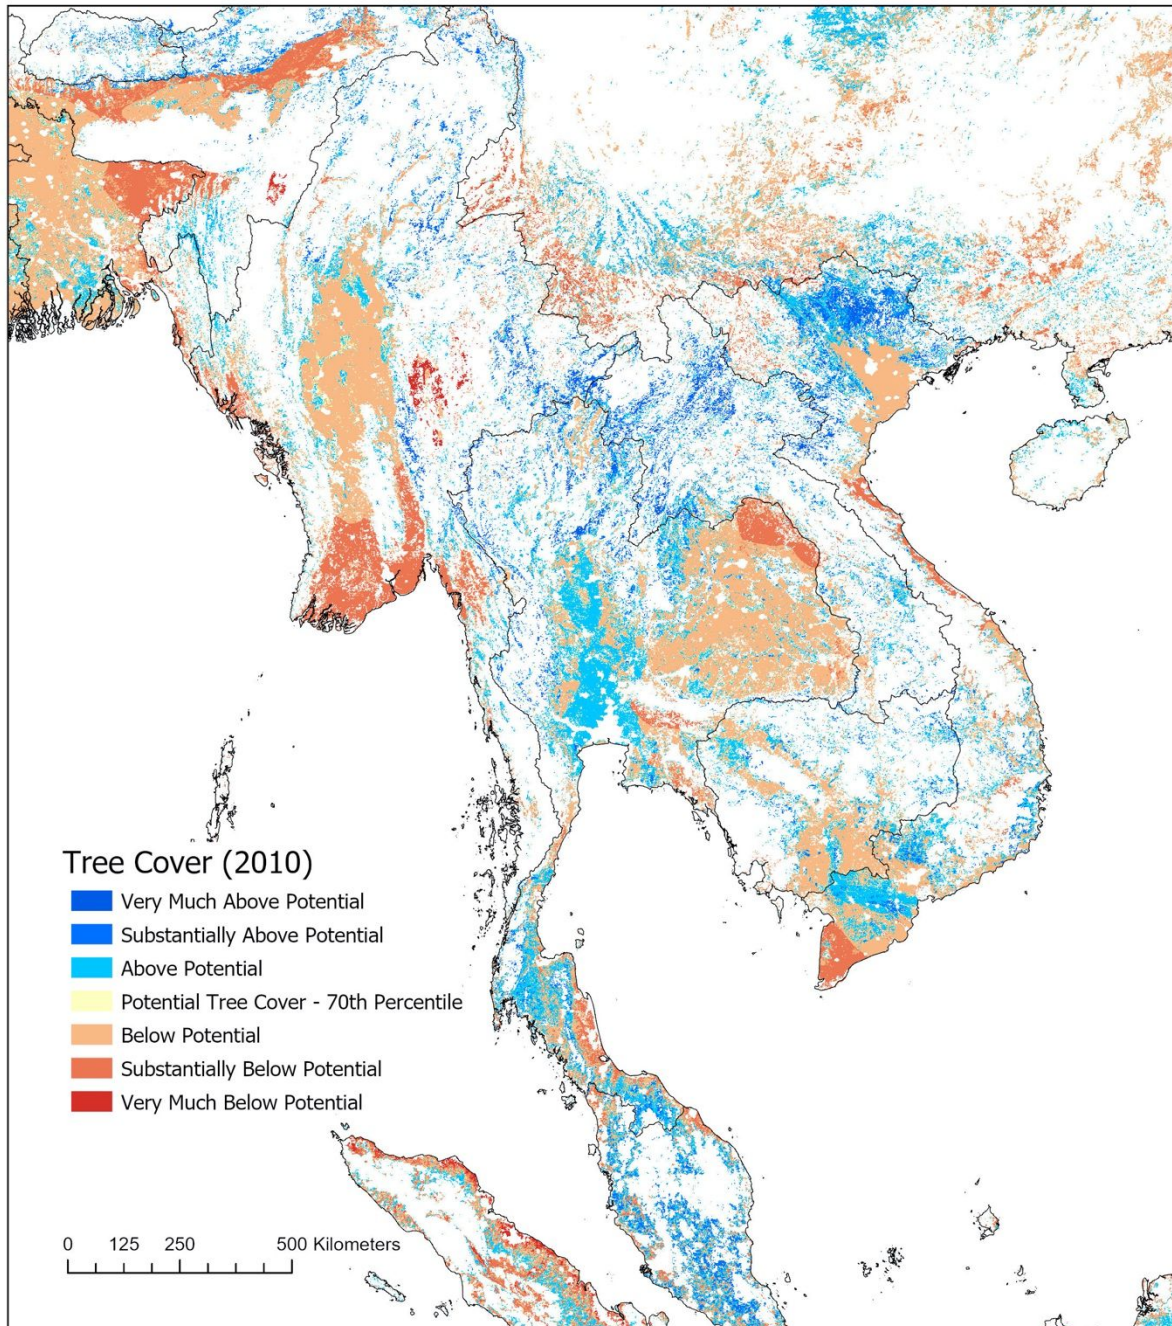 Tree Cover (2010)
Very Much Above Potential
Substantially Above Potential
Above Potential
Potential Tree Cover - 70th Percentile
Below Potential
Substantially Below Potential
Very Much Below Potential
0 125 250 500 Kilometers